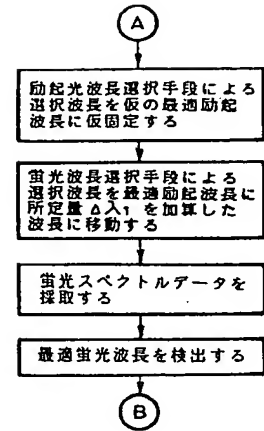 A
励起光波長選択手段による
選択波長を仮の最適励起
波長に仮固定する
蛍光波長選択手段による
選択波長を最適励起波長に
所定量Δ入1を加算した
波長に移動する
蛍光スペクトルデータを
採取する
最適蛍光波長を検出する
B